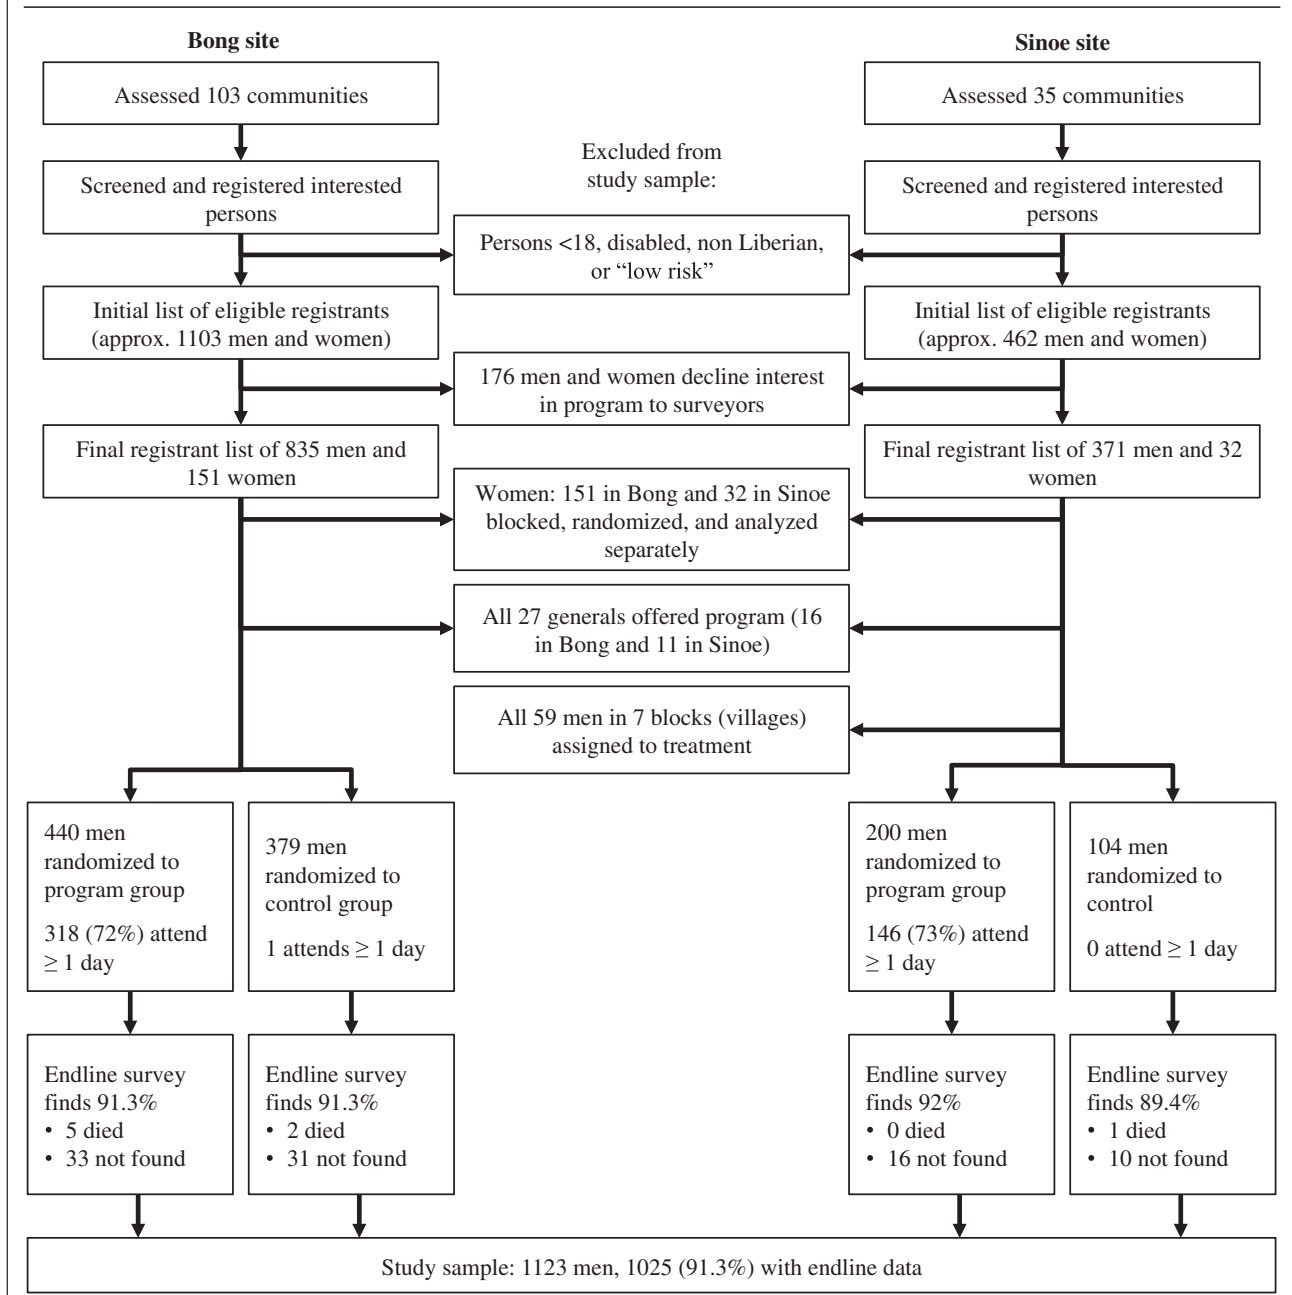 Bong site
Sinoe site
Assessed 103 communities
Assessed 35 communities
Excluded from
study sample:
Screened and registered interested
persons
Screened and registered interested
persons
Persons <18, disabled, non Liberian,
or “low risk”
Initial list of eligible registrants
(approx. 1103 men and women)
Initial list of eligible registrants
(approx. 462 men and women)
176 men and women decline interest
in program to surveyors
Final registrant list of 835 men and
151 women
Final registrant list of 371 men and 32
women
Women: 151 in Bong and 32 in Sinoe
blocked, randomized, and analyzed
separately
All 27 generals offered program (16
in Bong and 11 in Sinoe)
All 59 men in 7 blocks (villages)
assigned to treatment
440 men
randomized to
program group
318 (72%) attend
≥ 1 day
379 men
randomized to
control group
1 attends ≥ 1 day
200 men
randomized to
program group
146 (73%) attend
≥ 1 day
104 men
randomized to
control
0 attend ≥ 1 day
Endline survey
finds 91.3%
• 5 died
• 33 not found
Endline survey
finds 91.3%
• 2 died
• 31 not found
Endline survey
finds 92%
• 0 died
• 16 not found
Endline survey
finds 89.4%
• 1 died
• 10 not found
Study sample: 1123 men, 1025 (91.3%) with endline data